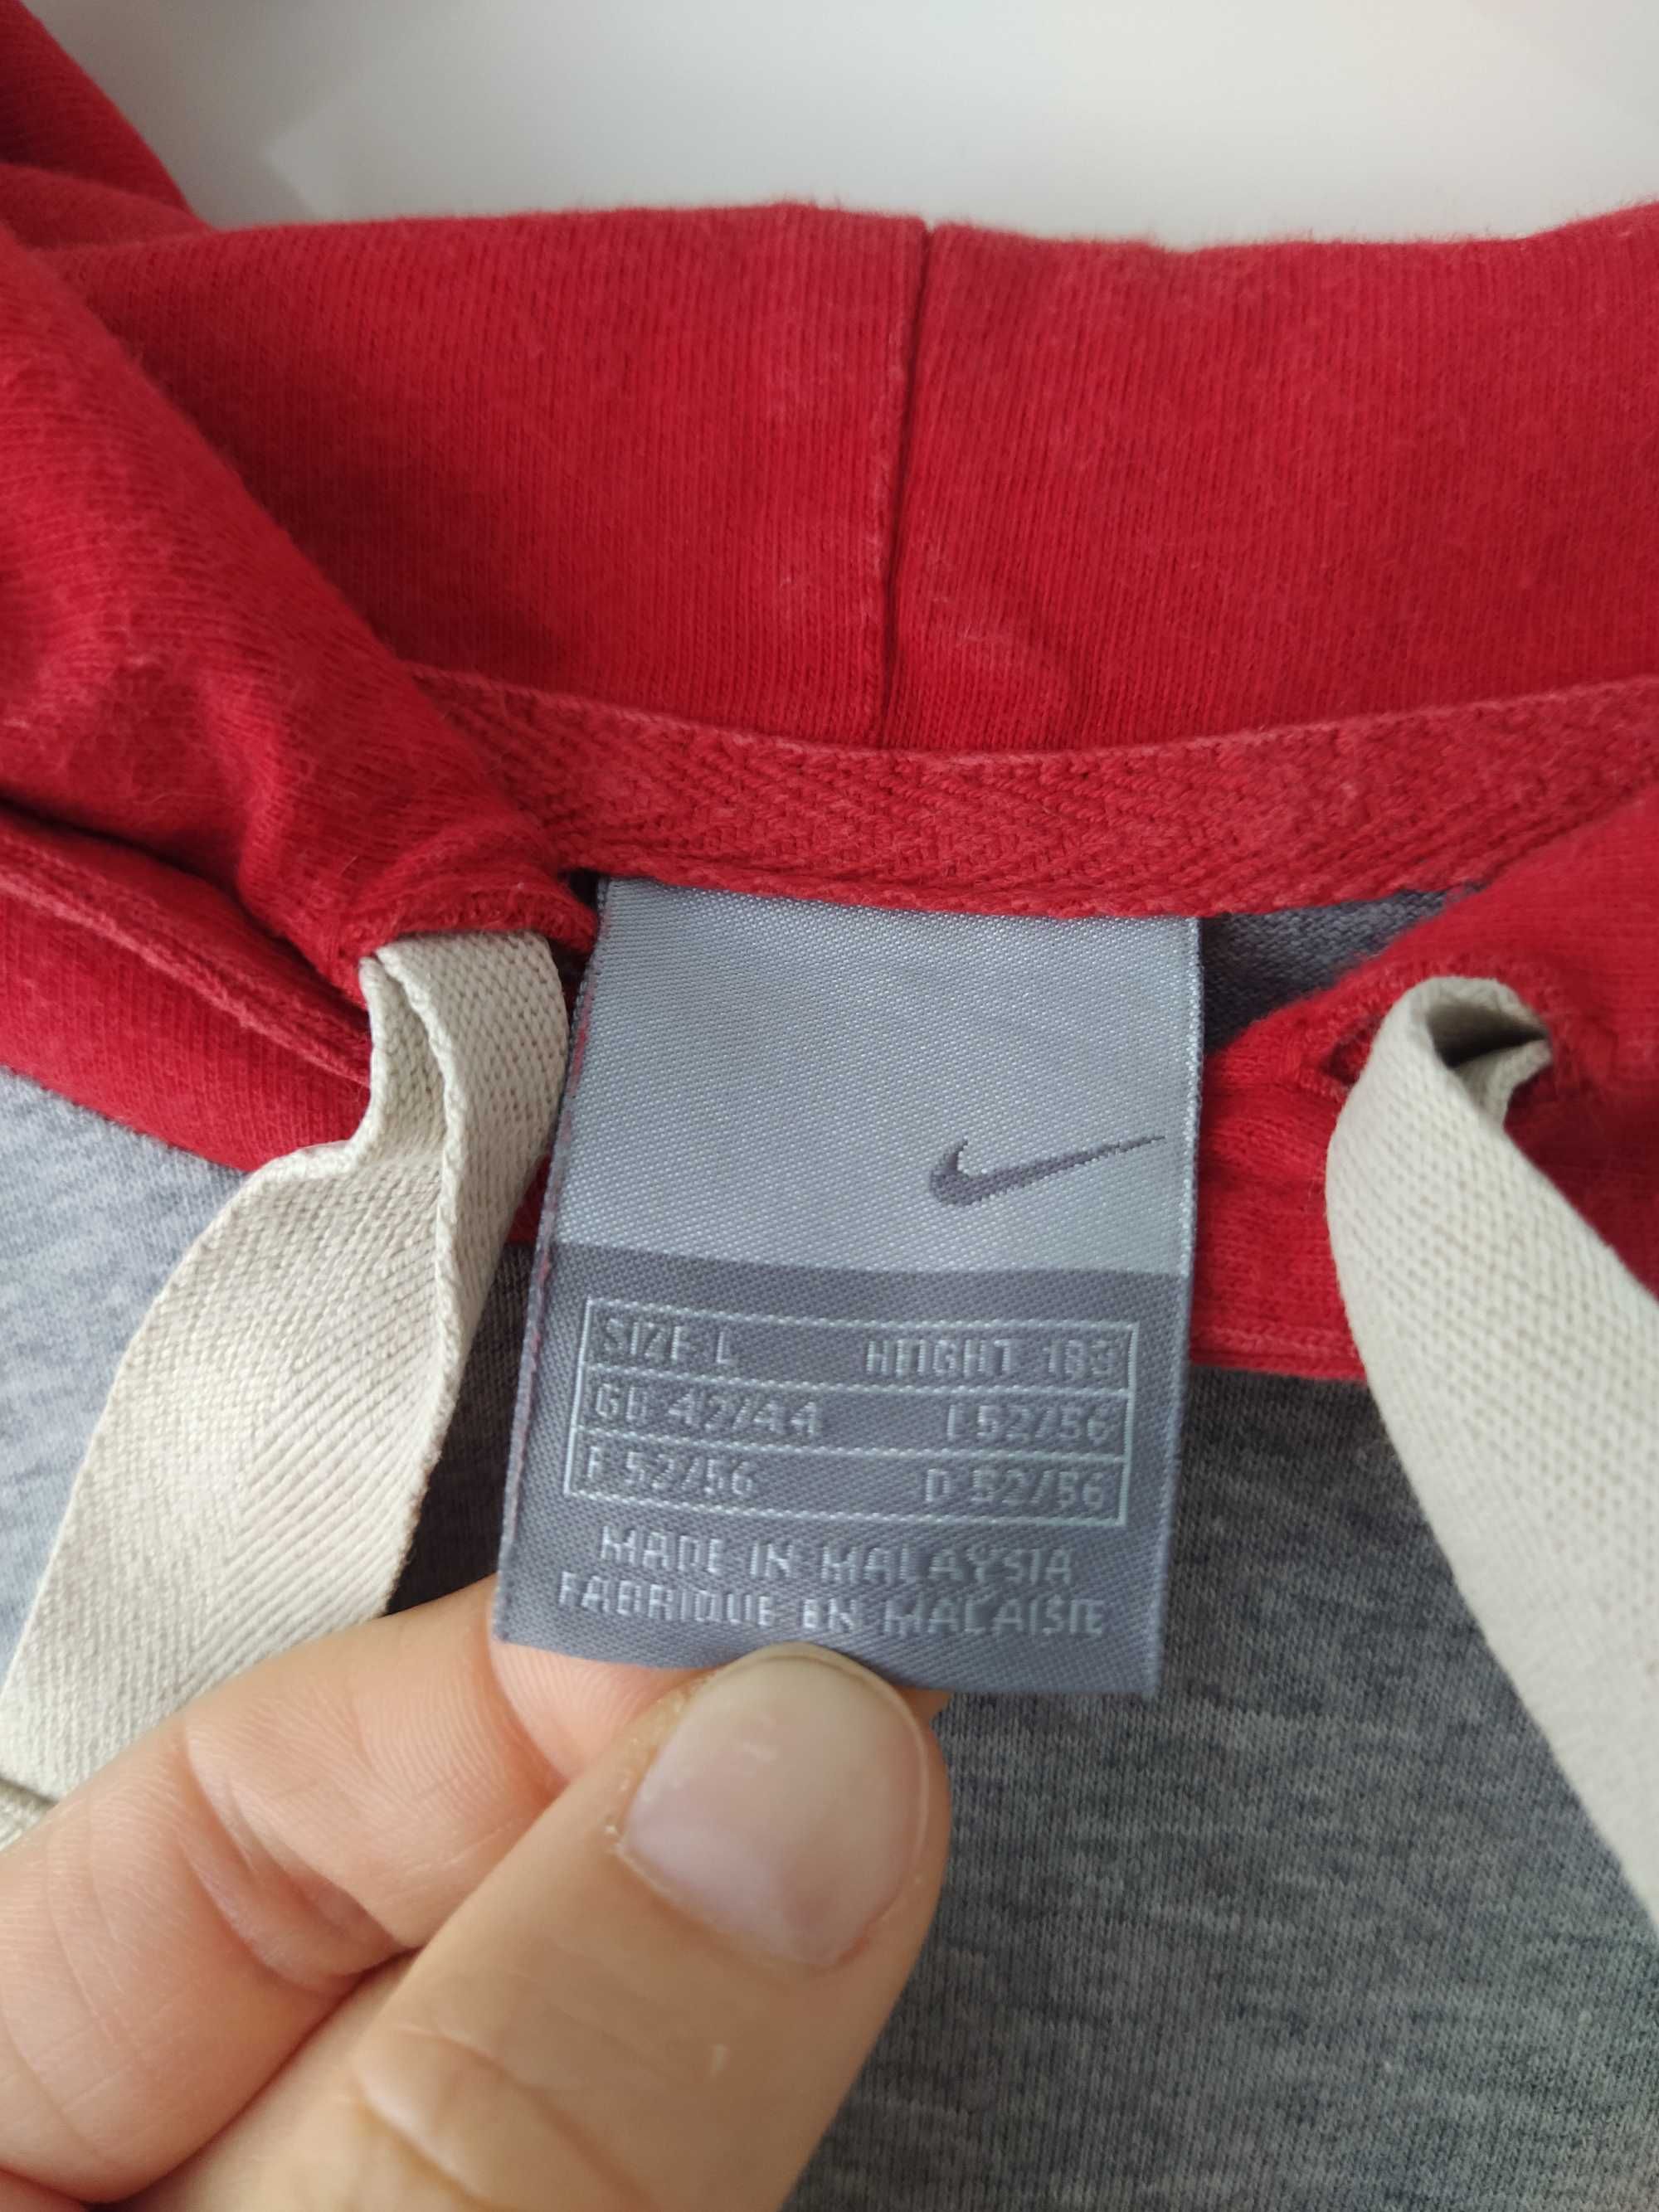 SIZE L HEIGHT 183
GB 42/44 I 52/56
F 52/56 D 52/56
MADE IN MALAYSIA
FABRIQUE EN MALAISIE